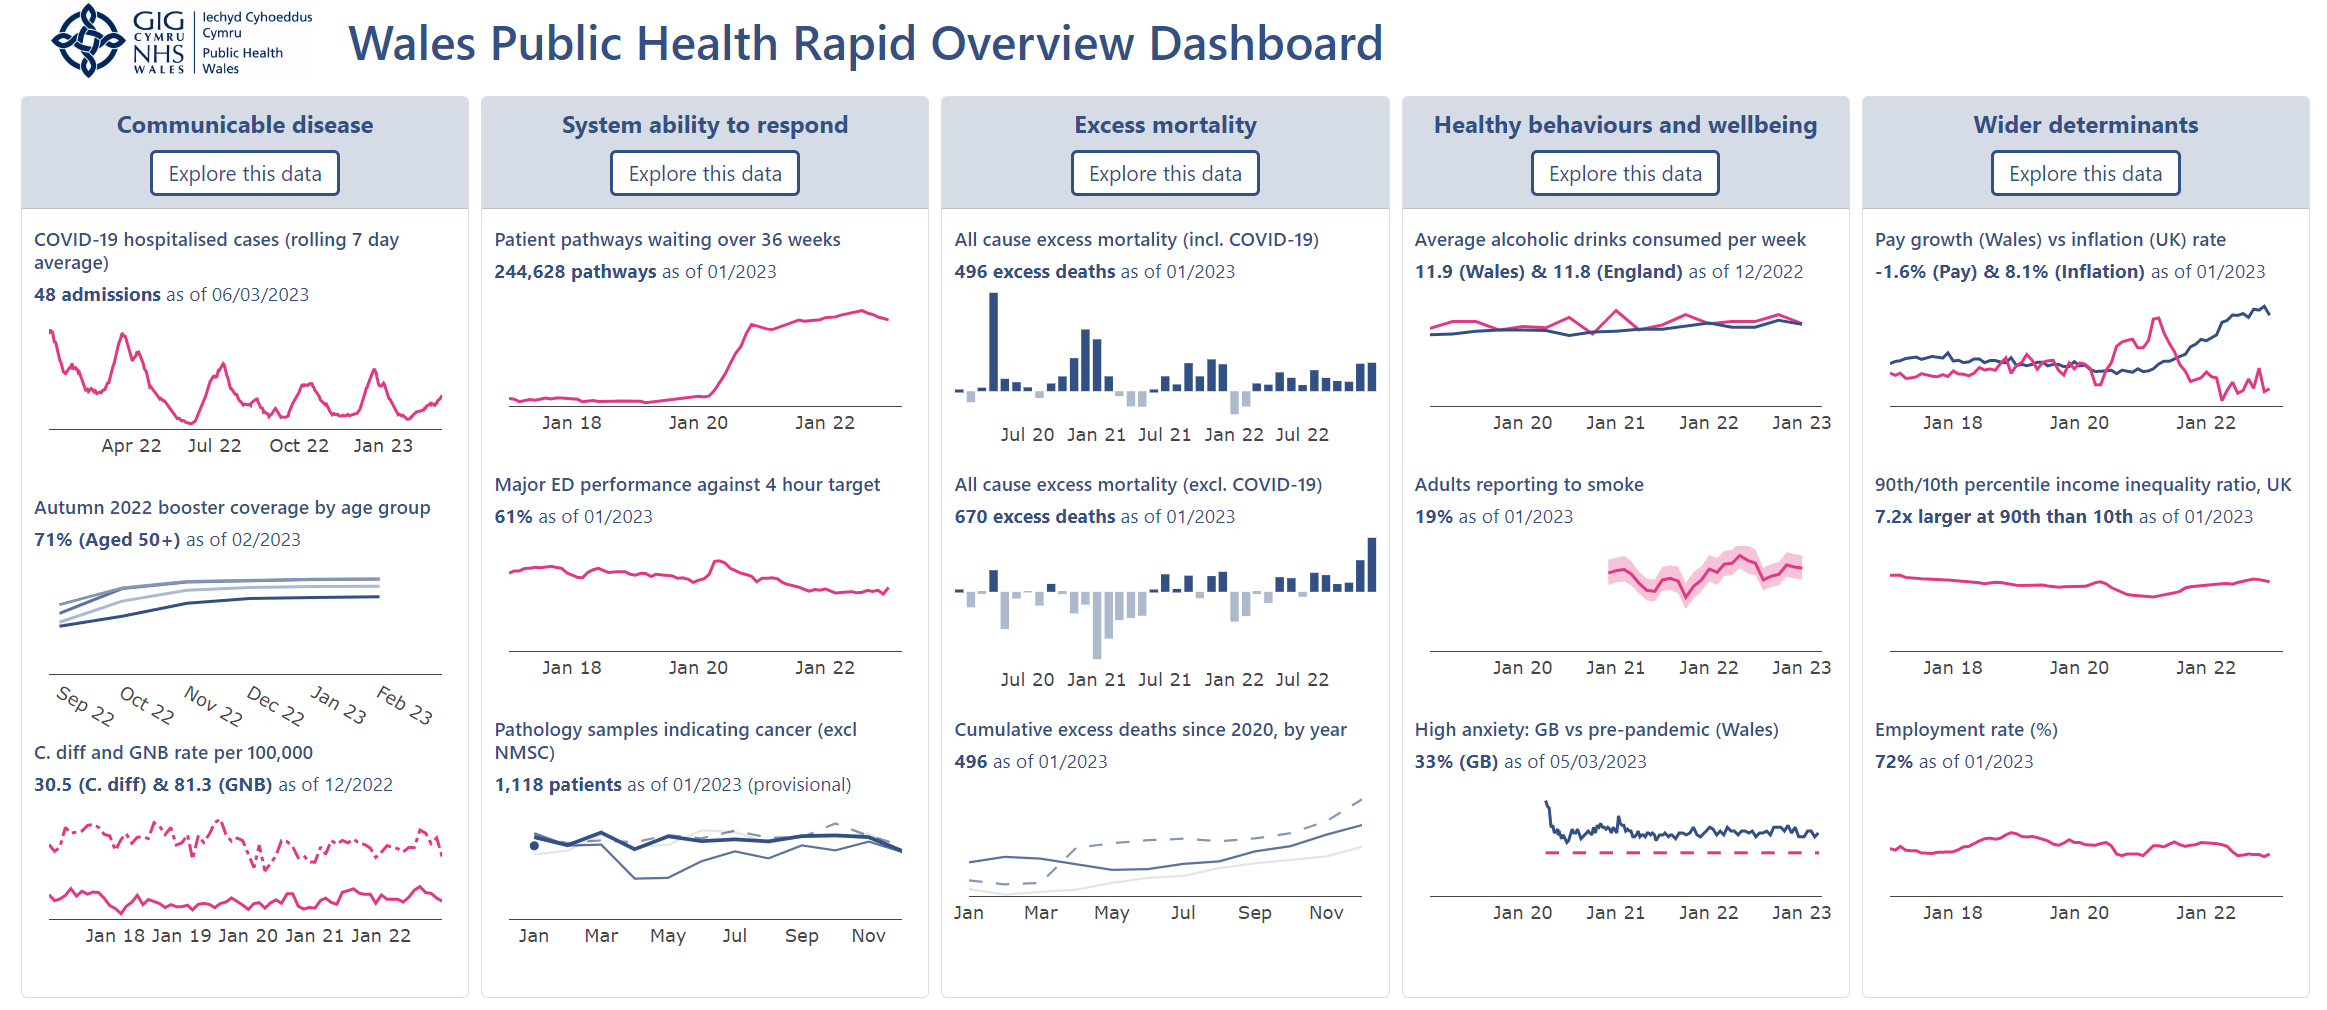 GIG
CYMRU
NHS
WALES
Iechyd Cyhoeddus
Cymru
Public Health
Wales
Wales Public Health Rapid Overview Dashboard
Communicable disease
Explore this data
COVID-19 hospitalised cases (rolling 7 day
average)
48 admissions as of 06/03/2023
Apr 22 Jul 22 Oct 22 Jan 23
Autumn 2022 booster coverage by age group
71% (Aged 50+) as of 02/2023
Sep 22 Oct 22 Nov 22 Dec 22 Jan 23 Feb 23
C. diff and GNB rate per 100,000
30.5 (C. diff) & 81.3 (GNB) as of 12/2022
Jan 18 Jan 19 Jan 20 Jan 21 Jan 22
System ability to respond
Explore this data
Patient pathways waiting over 36 weeks
244,628 pathways as of 01/2023
Jan 18 Jan 20 Jan 22
Major ED performance against 4 hour target
61% as of 01/2023
Jan 18 Jan 20 Jan 22
Pathology samples indicating cancer (excl
NMSC)
1,118 patients as of 01/2023 (provisional)
Jan Mar May Jul Sep Nov
Excess mortality
Explore this data
All cause excess mortality (incl. COVID-19)
496 excess deaths as of 01/2023
Jul 20 Jan 21 Jul 21 Jan 22 Jul 22
All cause excess mortality (excl. COVID-19)
670 excess deaths as of 01/2023
Jul 20 Jan 21 Jul 21 Jan 22 Jul 22
Cumulative excess deaths since 2020, by year
496 as of 01/2023
Jan Mar May Jul Sep Nov
Healthy behaviours and wellbeing
Explore this data
Average alcoholic drinks consumed per week
11.9 (Wales) & 11.8 (England) as of 12/2022
Jan 20 Jan 21 Jan 22 Jan 23
Adults reporting to smoke
19% as of 01/2023
Jan 20 Jan 21 Jan 22 Jan 23
High anxiety: GB vs pre-pandemic (Wales)
33% (GB) as of 05/03/2023
Jan 20 Jan 21 Jan 22 Jan 23
Wider determinants
Explore this data
Pay growth (Wales) vs inflation (UK) rate
-1.6% (Pay) & 8.1% (Inflation) as of 01/2023
Jan 18 Jan 20 Jan 22
90th/10th percentile income inequality ratio, UK
7.2x larger at 90th than 10th as of 01/2023
Jan 18 Jan 20 Jan 22
Employment rate (%)
72% as of 01/2023
Jan 18 Jan 20 Jan 22